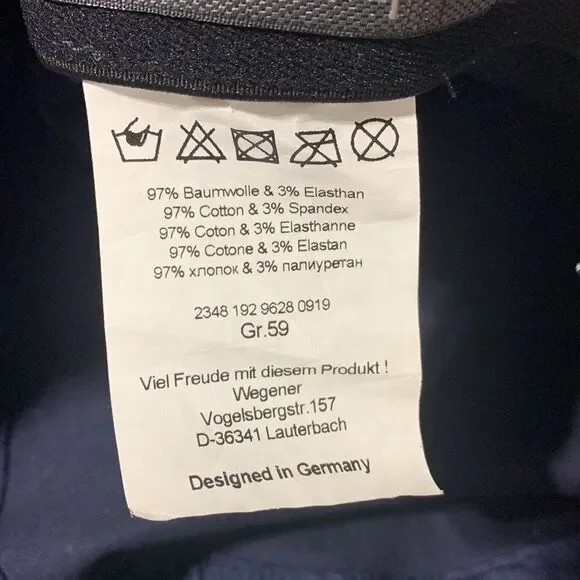 97% Baumwolle & 3% Elasthan
97% Cotton & 3% Spandex
97% Coton & 3% Elasthanne
97% Cotone & 3% Elastan
97% хлопок & 3% палиуретан
2348 192 9628 0919
Gr.59
Viel Freude mit diesem Produkt !
Wegener
Vogelsbergstr.157
D-36341 Lauterbach
Designed in Germany